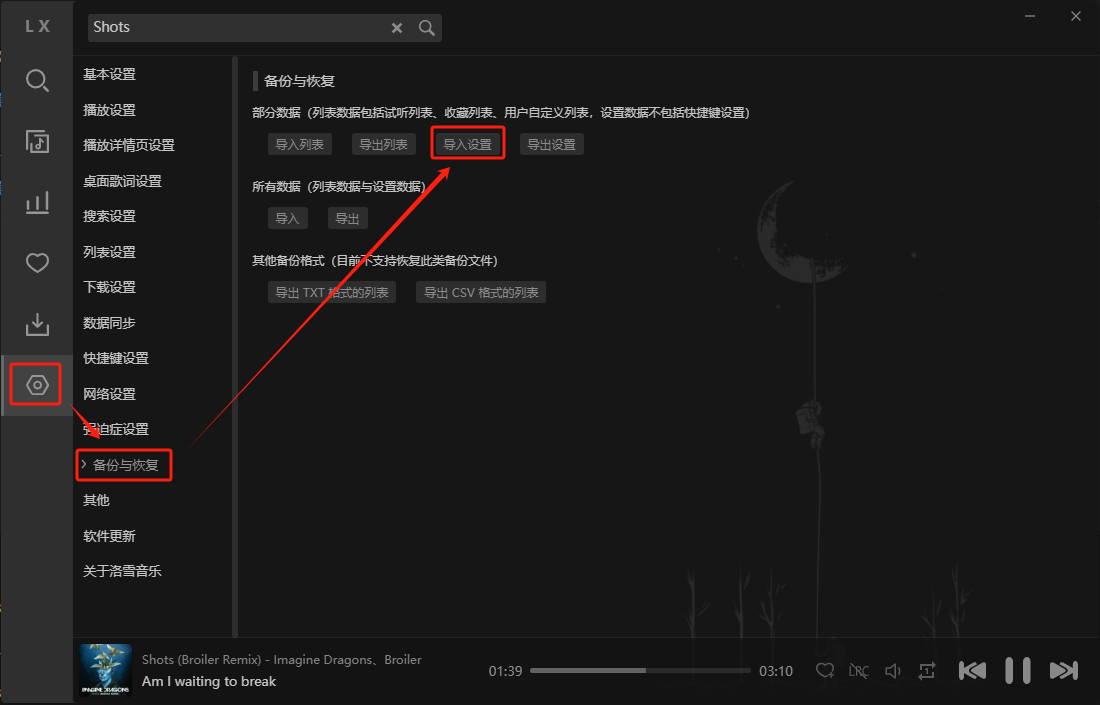 L X
Shots
基本设置
播放设置
播放详情页设置
桌面歌词设置
搜索设置
列表设置
下载设置
数据同步
快捷键设置
网络设置
强迫症设置
备份与恢复
其他
软件更新
关于洛雪音乐
备份与恢复
部分数据（列表数据包括试听列表、收藏列表、用户自定义列表，设置数据不包括快捷键设置）
导入列表 导出列表 导入设置 导出设置
所有数据（列表数据与设置数据）
导入 导出
其他备份格式（目前不支持恢复此类备份文件）
导出 TXT 格式的列表 导出 CSV 格式的列表
IMAGINE DRAGONS
Shots (Broiler Remix) - Imagine Dragons、Broiler
Am I waiting to break
01:39
03:10
LRC